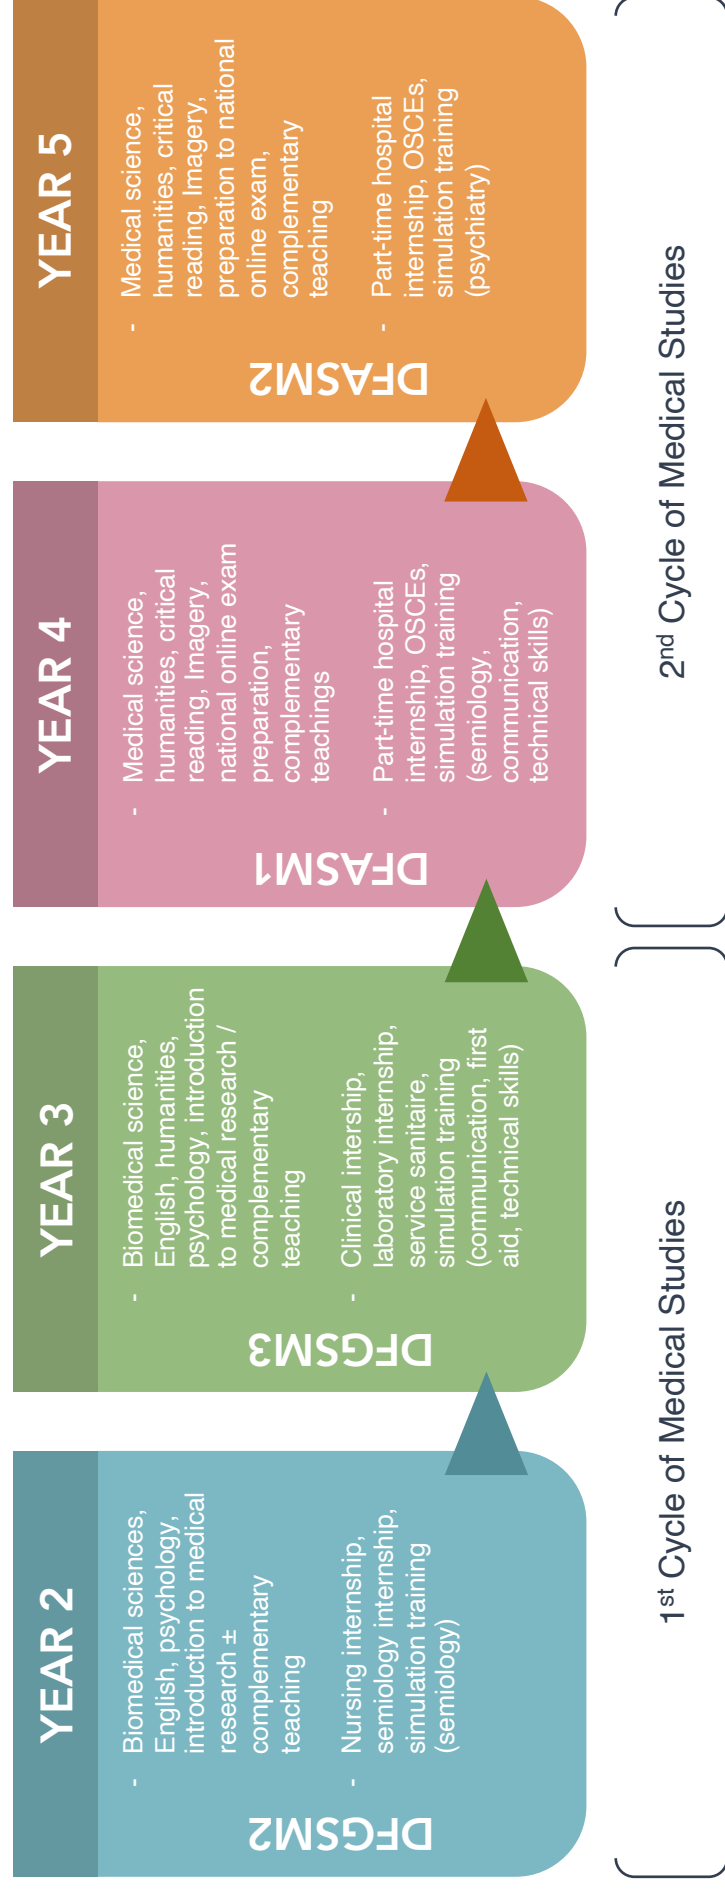 YEAR 2
DFGSM2
- Biomedical sciences,
English, psychology,
introduction to medical
research ±
complementary
teaching
- Nursing internship,
semiology internship,
simulation training
(semiology)
YEAR 3
DFGSM3
- Biomedical science,
English, humanities,
psychology, introduction
to medical research /
complementary
teaching
- Clinical intership,
laboratory internship,
service sanitaire,
simulation training
(communication, first
aid, technical skills)
YEAR 4
DFASM1
- Medical science,
humanities, critical
reading, Imagery,
national online exam
preparation,
complementary
teachings
- Part-time hospital
internship, OSCEs,
simulation training
(semiology,
communication,
technical skills)
YEAR 5
DFASM2
- Medical science,
humanities, critical
reading, Imagery,
preparation to national
online exam,
complementary
teaching
- Part-time hospital
internship, OSCEs,
simulation training
(psychiatry)
1st Cycle of Medical Studies
2nd Cycle of Medical Studies